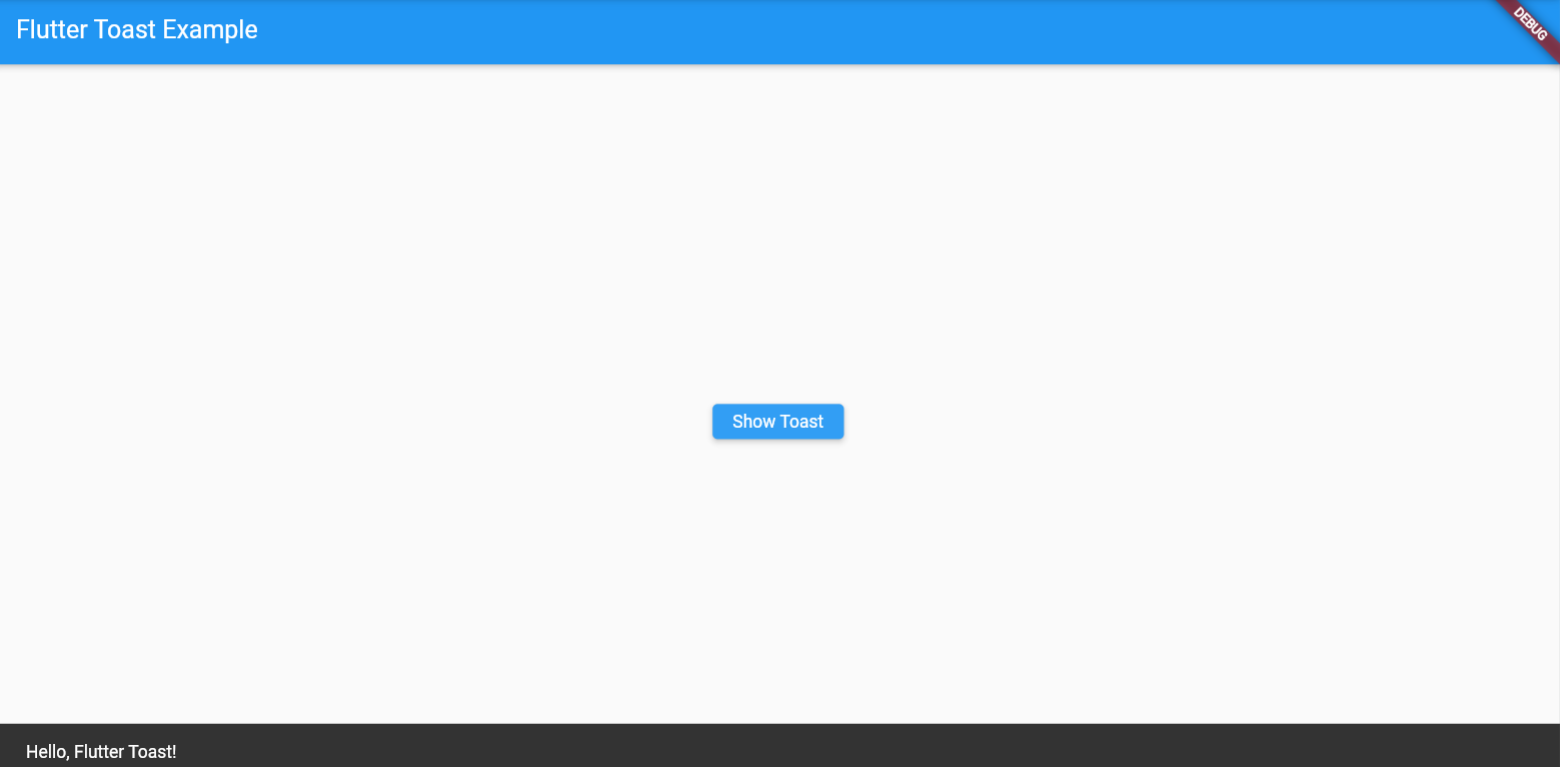 Flutter Toast Example
DEBUG
Show Toast
Hello, Flutter Toast!